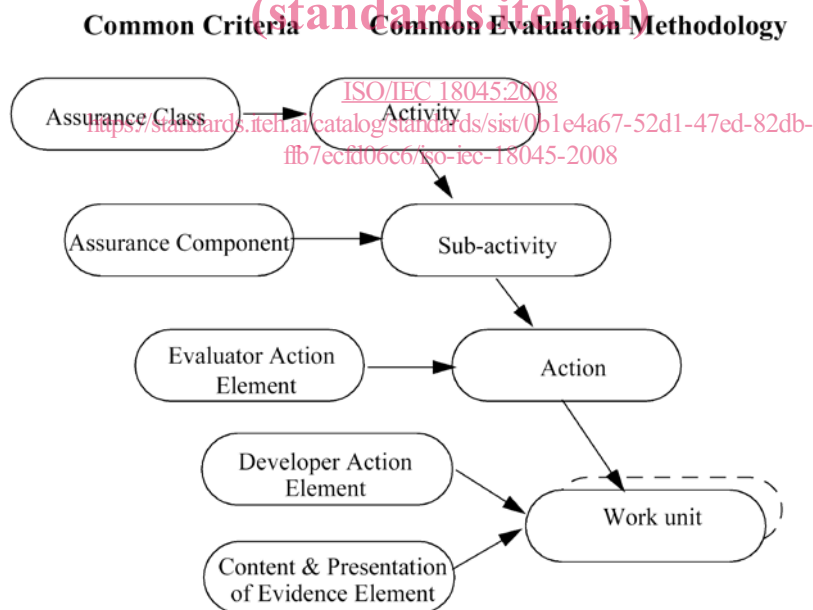 (standards.iteh.ai)
Common Criteria Common Evaluation Methodology
ISO/IEC 18045:2008
Assurance Class Activity
https://standards.iteh.ai/catalog/standards/sist/0b1e4a67-52d1-47ed-82db-
ffb7ecfd06c6/iso-iec-18045-2008
Assurance Component Sub-activity
Evaluator Action
Element
Action
Developer Action
Element
Work unit
Content & Presentation
of Evidence Element